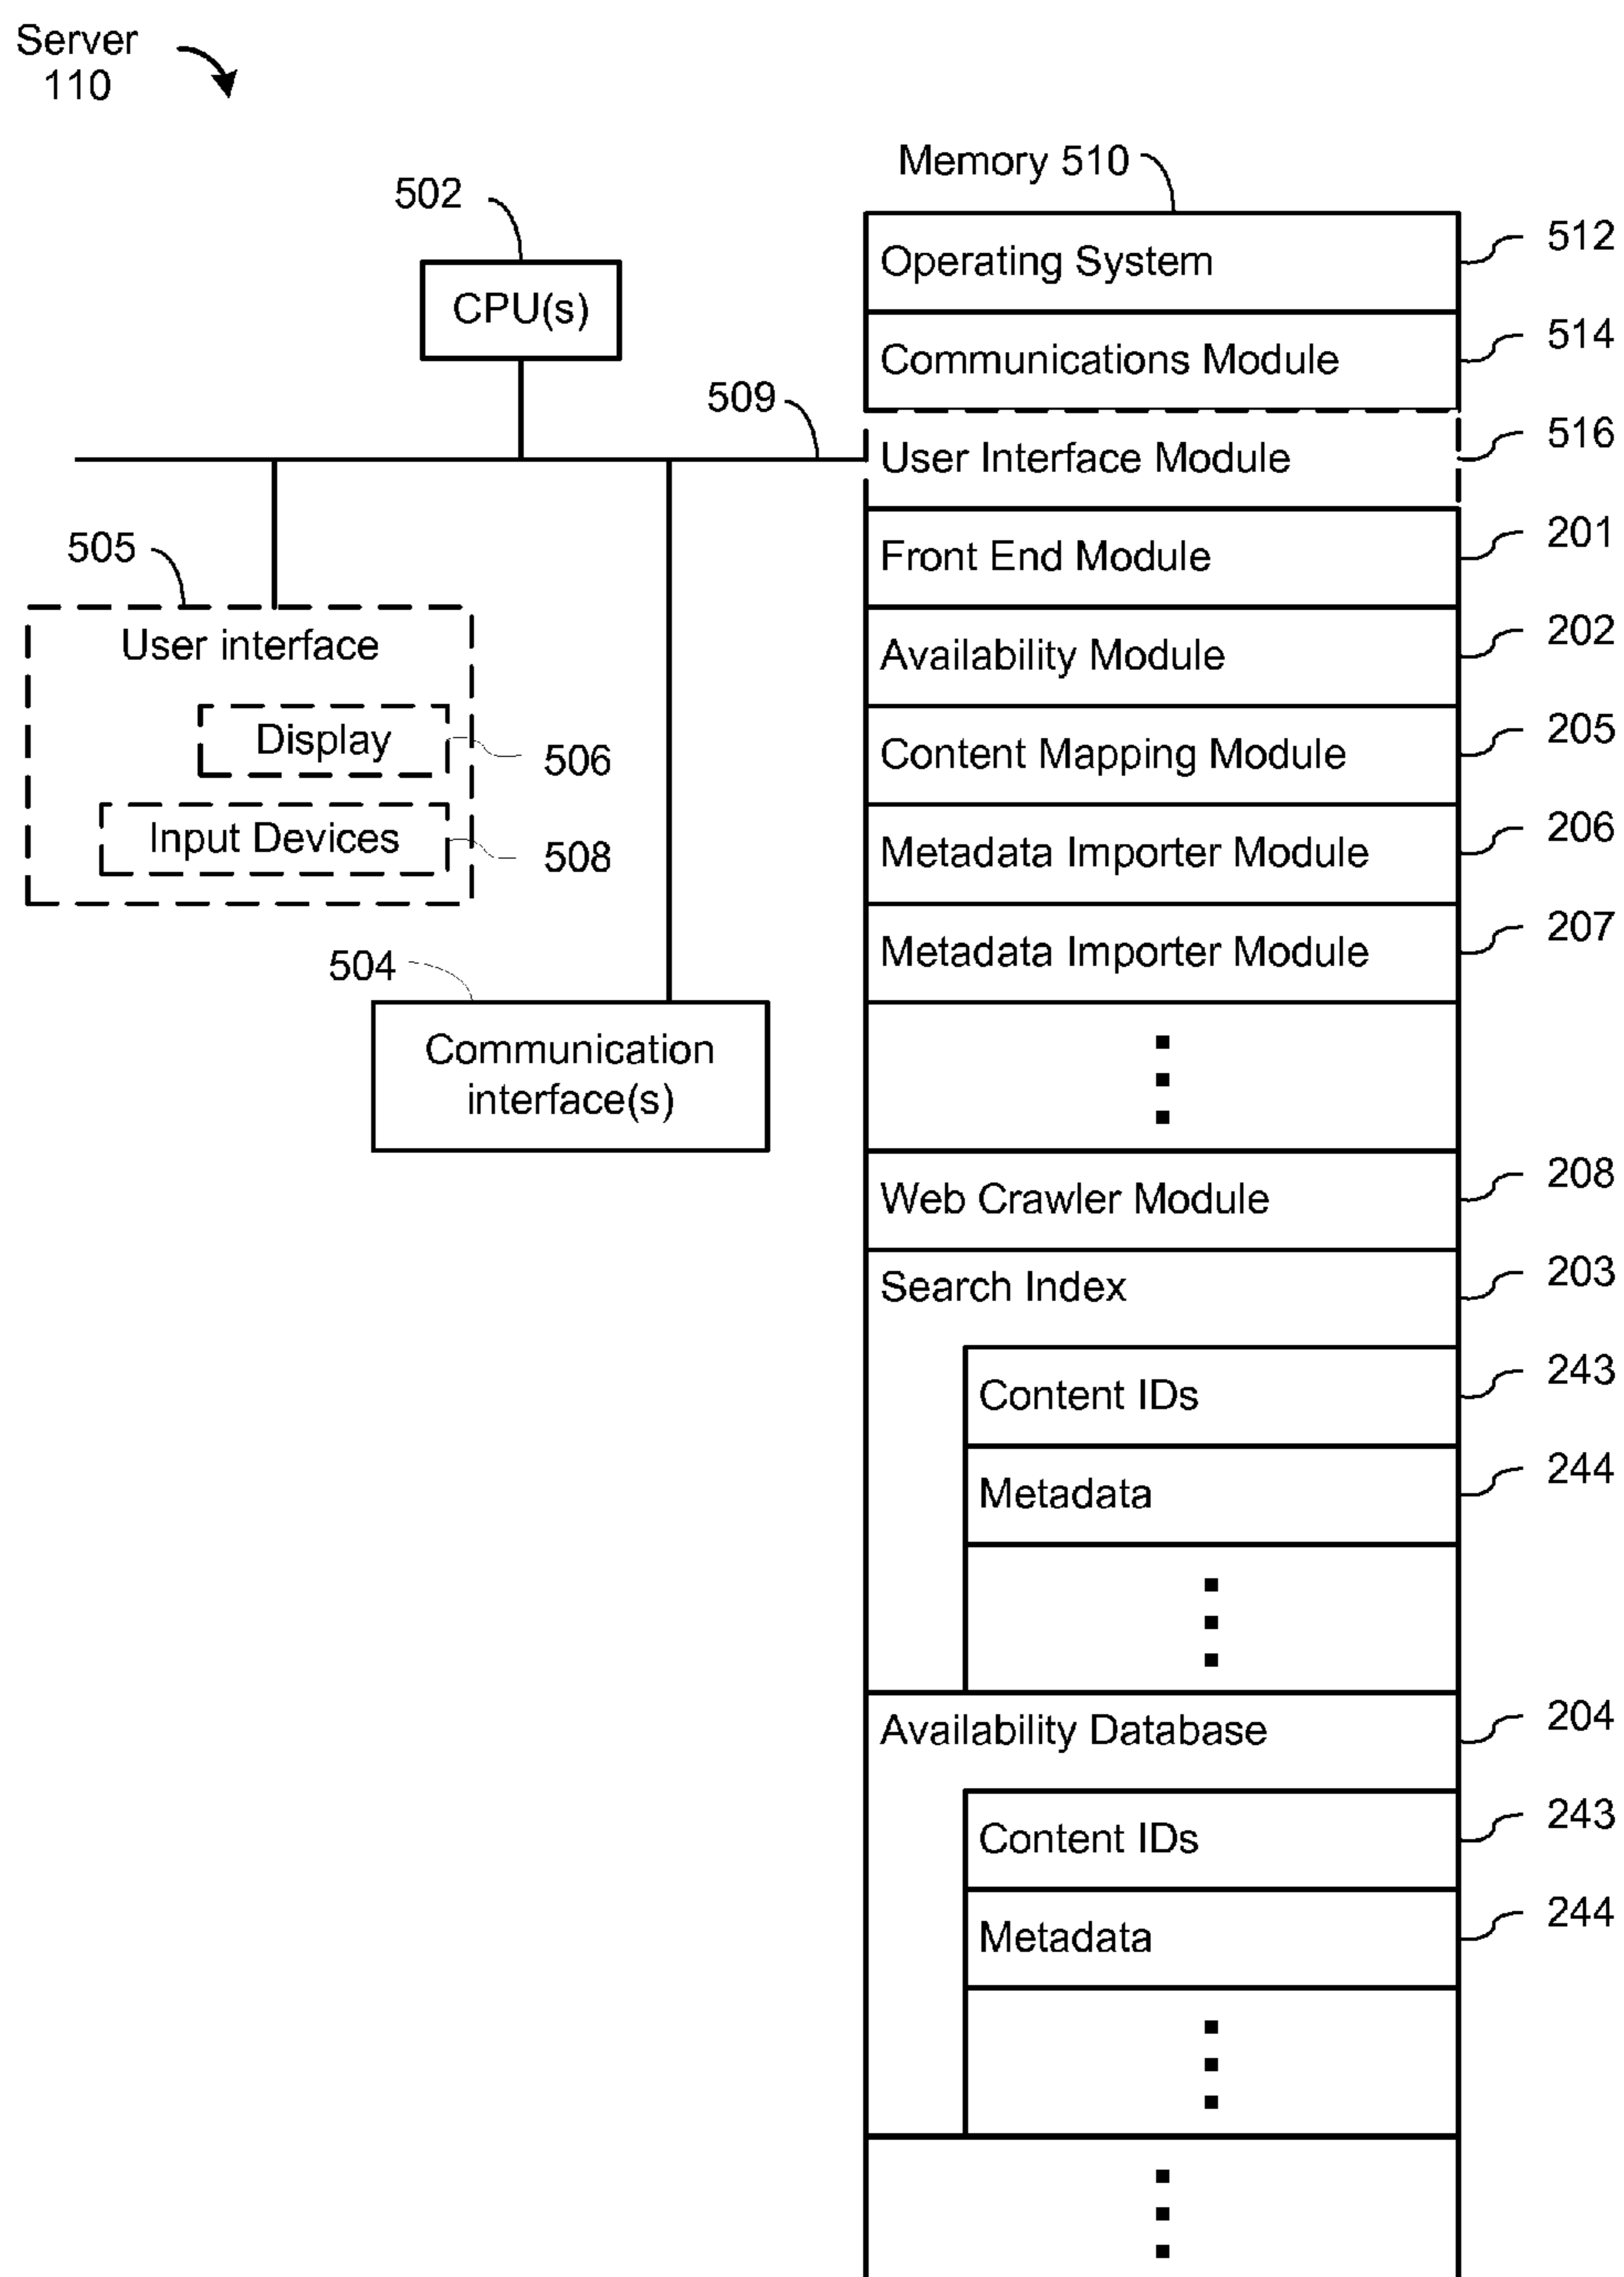 Server
110
Memory 510
502
CPU(s)
509
505
User interface
Display
506
Input Devices
508
504
Communication
interface(s)
Operating System
512
Communications Module
514
User Interface Module
516
Front End Module
201
Availability Module
202
Content Mapping Module
205
Metadata Importer Module
206
Metadata Importer Module
207
Web Crawler Module
208
Search Index
203
Content IDs
243
Metadata
244
Availability Database
204
Content IDs
243
Metadata
244